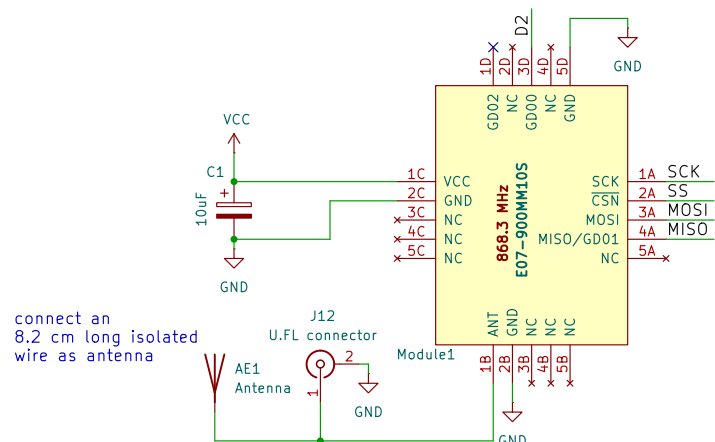 D2
1D
2D
3D
4D
5D
GND
GD02
NC
GD00
NC
GND
VCC
C1
+
10uF
GND
1C
2C
3C
4C
5C
VCC
GND
NC
NC
NC
868.3 MHz
E07-900MM10S
SCK
CSN
MOSI
MISO/GD01
NC
1A
2A
3A
4A
5A
SCK
SS
MOSI
MISO
ANT
GND
NC
NC
NC
Module1
1B
2B
3B
4B
5B
GND
connect an
8.2 cm long isolated
wire as antenna
AE1
Antenna
J12
U.FL connector
2
1
GND